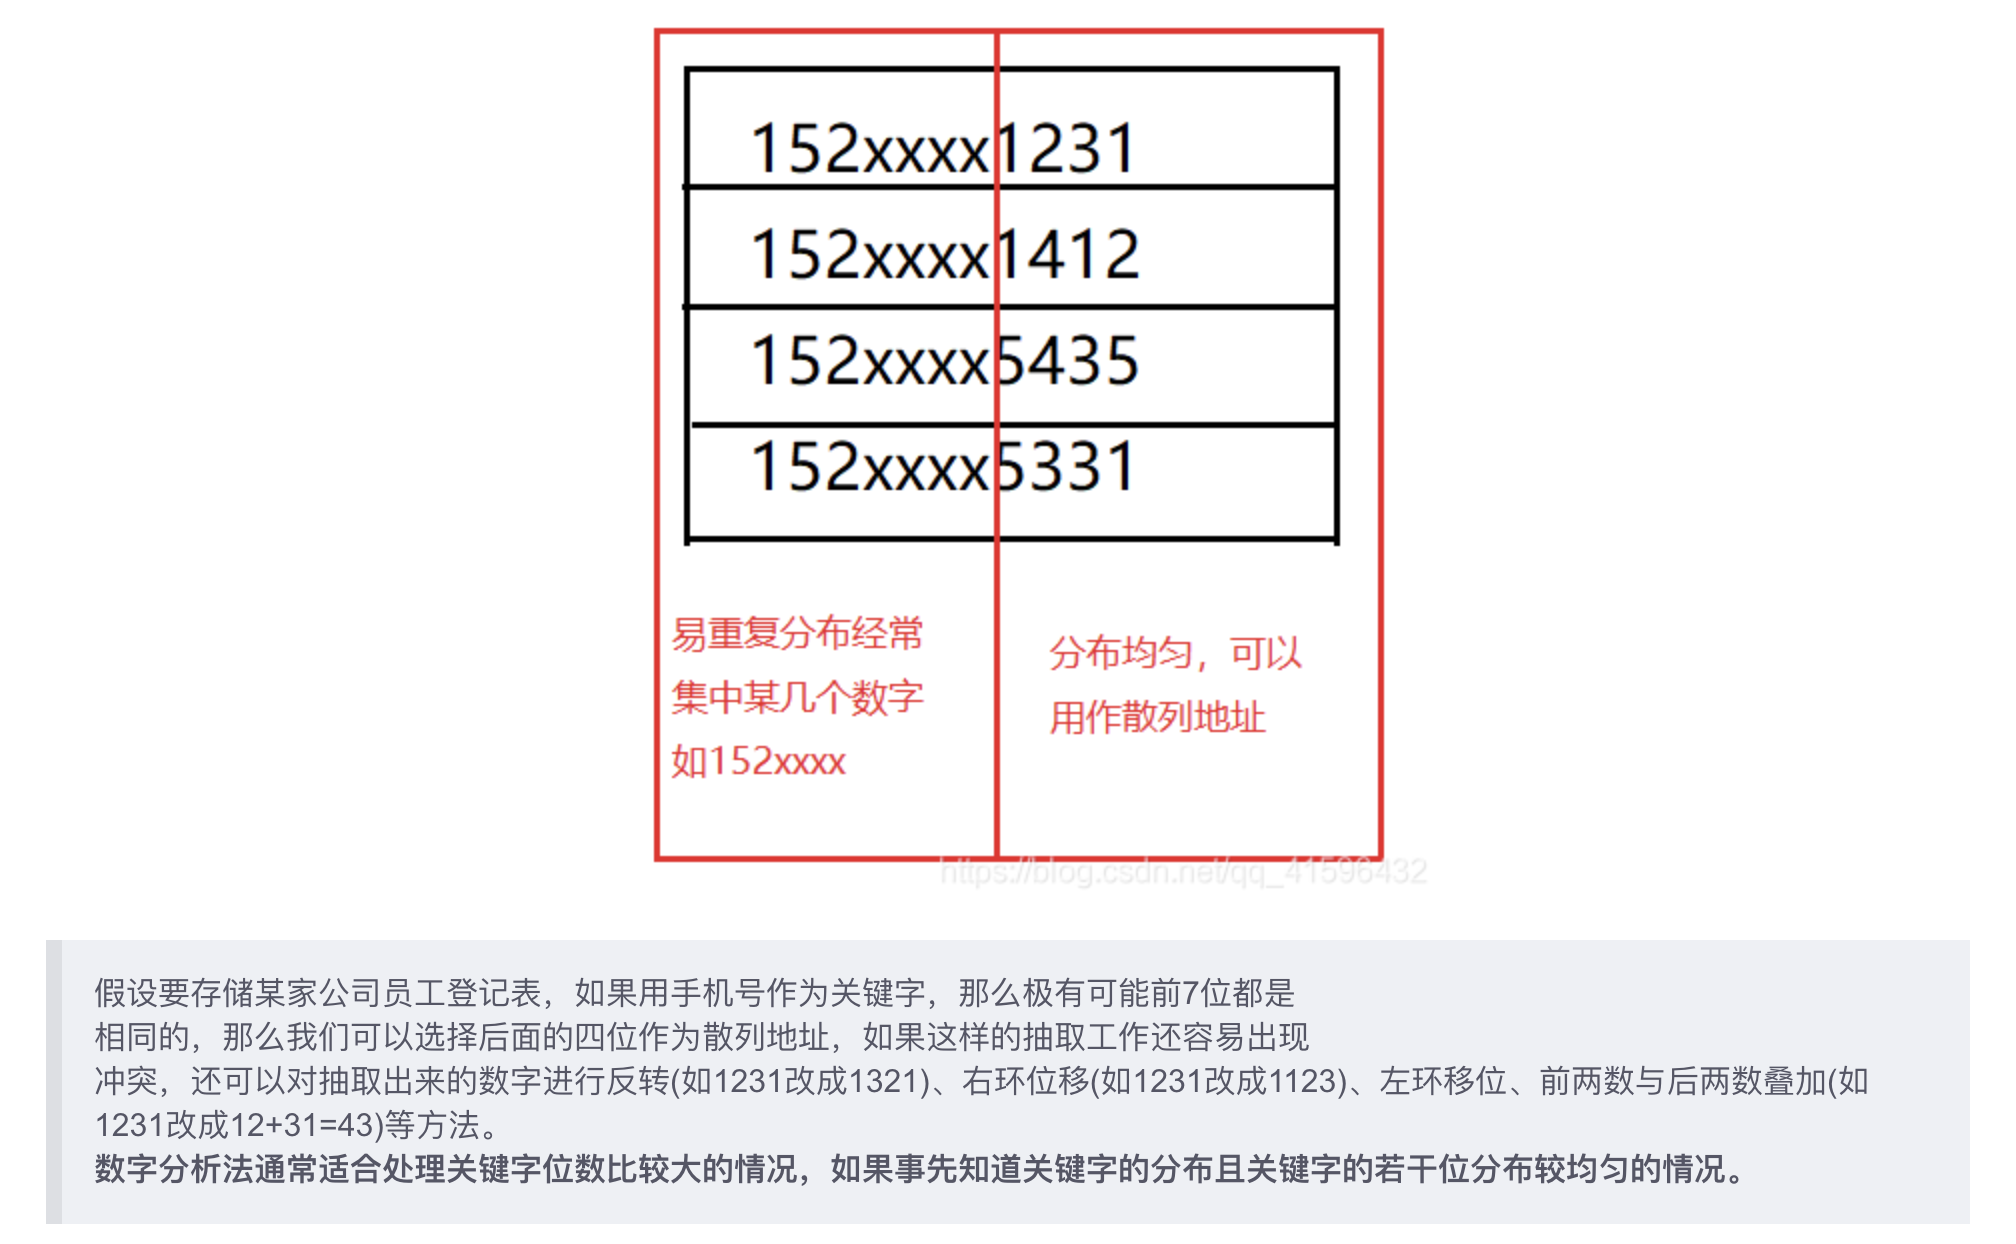 152xxxx1231
152xxxx1412
152xxxx5435
152xxxx5331
易重复分布经常
集中某几个数字
如152xxxx
分布均匀，可以
用作散列地址
https://blog.csdn.net/qq_41596432
假设要存储某家公司员工登记表，如果用手机号作为关键字，那么极有可能前7位都是
相同的，那么我们可以选择后面的四位作为散列地址，如果这样的抽取工作还容易出现
冲突，还可以对抽取出来的数字进行反转(如1231改成1321)、右环位移(如1231改成1123)、左环移位、前两数与后两数叠加(如
1231改成12+31=43)等方法。
数字分析法通常适合处理关键字位数比较大的情况，如果事先知道关键字的分布且关键字的若干位分布较均匀的情况。